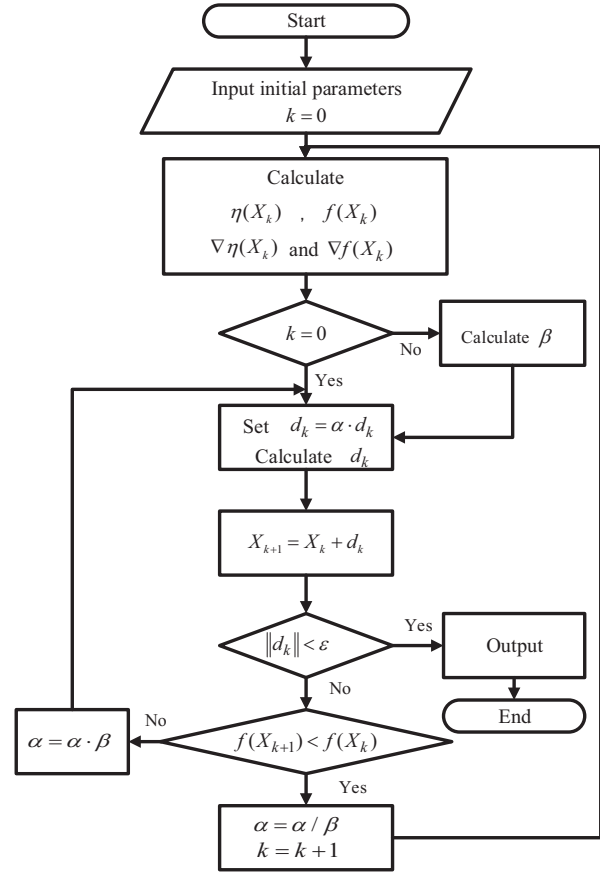 Start
Input initial parameters
k = 0
Calculate
η(X_k) , f(X_k)
∇η(X_k) and ∇f(X_k)
k = 0
No
Calculate β
Yes
Set d_k = α · d_k
Calculate d_k
X_{k+1} = X_k + d_k
‖d_k‖ < ε
Yes
Output
No
End
f(X_{k+1}) < f(X_k)
No
α = α · β
Yes
α = α / β
k = k + 1